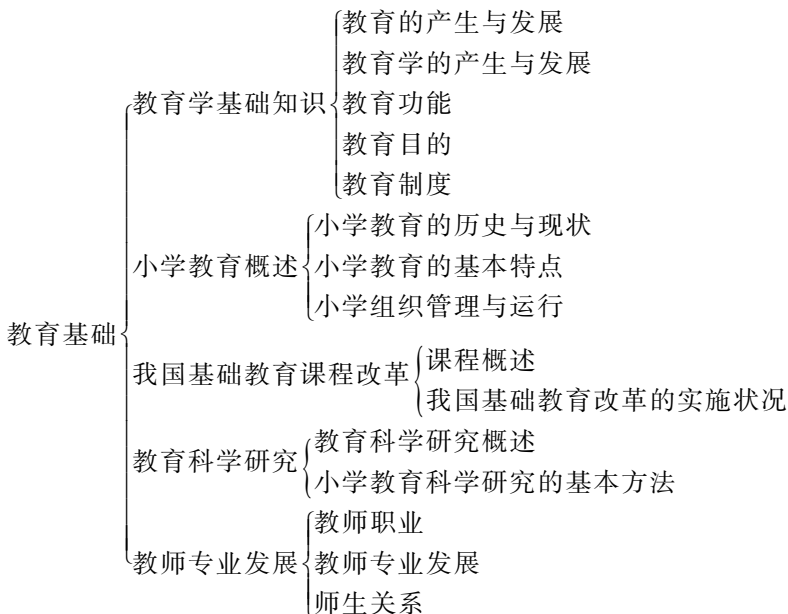 教育的产生与发展
教育学的产生与发展
教育学基础知识
教育功能
教育目的
教育制度
小学教育的历史与现状
小学教育概述
小学教育的基本特点
小学组织管理与运行
教育基础
我国基础教育课程改革
课程概述
我国基础教育改革的实施状况
教育科学研究
教育科学研究概述
小学教育科学研究的基本方法
教师职业
教师专业发展
教师专业发展
师生关系